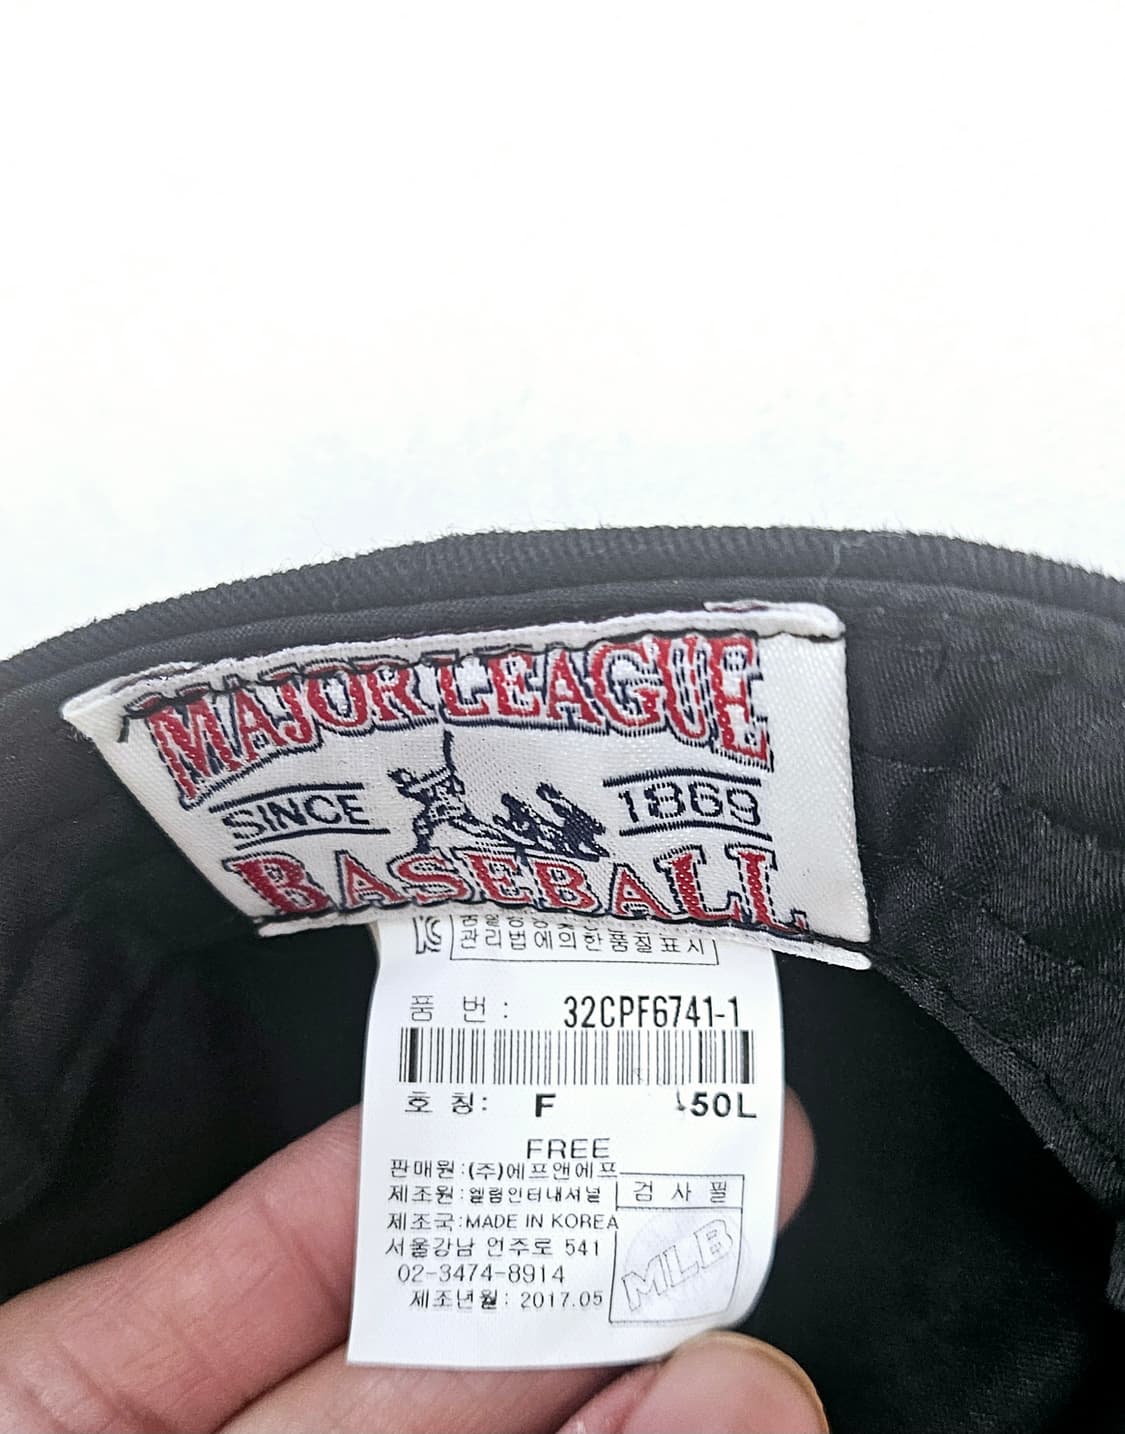 MAJOR LEAGUE
SINCE 1869
BASEBALL
관리법에의한품질표시
품 번 : 32CPF6741-1
호 칭: F 50L
FREE
판매원:(주)에프앤에프
제조원:엘림인터내셔널
검 사 필
제조국:MADE IN KOREA
서울강남 언주로 541
MLB
02-3474-8914
제조년월: 2017.05